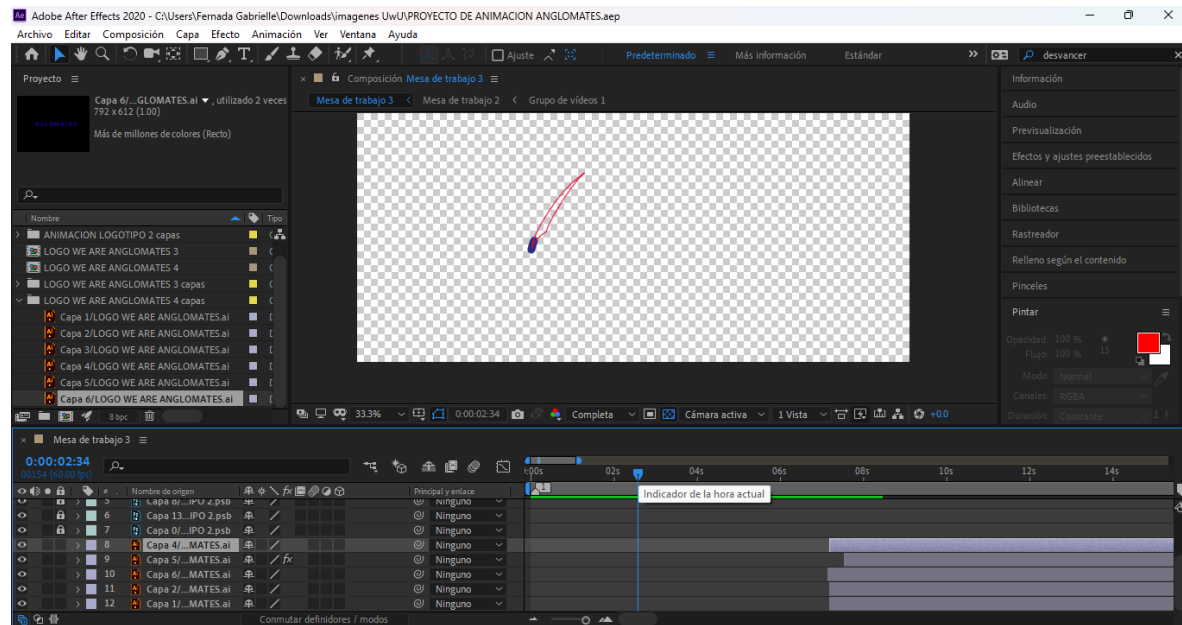 Adobe After Effects 2020 - C:\Users\Fernada Gabrielle\Downloads\imagenes UwU\PROYECTO DE ANIMACION ANGLOMATES.aep
Archivo Editar Composición Capa Efecto Animación Ver Ventana Ayuda
Ajuste Predeterminado Más información Estándar desvancer
Proyecto
Composición Mesa de trabajo 3
Información
Capa 6/...GLOMATES.ai , utilizado 2 veces
792 x 612 (1.00)
Más de millones de colores (Recto)
Mesa de trabajo 3 Mesa de trabajo 2 Grupo de vídeos 1
Audio
Previsualización
Efectos y ajustes preestablecidos
Alinear
Bibliotecas
Nombre Tipo
ANIMACION LOGOTIPO 2 capas
Rastreador
LOGO WE ARE ANGLOMATES 3
LOGO WE ARE ANGLOMATES 4
Relleno según el contenido
LOGO WE ARE ANGLOMATES 3 capas
Pinceles
LOGO WE ARE ANGLOMATES 4 capas
Capa 1/LOGO WE ARE ANGLOMATES.ai
Pintar
Capa 2/LOGO WE ARE ANGLOMATES.ai
Opacidad: 100 %
Capa 3/LOGO WE ARE ANGLOMATES.ai
Flujo: 100 % 13
Capa 4/LOGO WE ARE ANGLOMATES.ai
Modo: Normal
Capa 5/LOGO WE ARE ANGLOMATES.ai
Capa 6/LOGO WE ARE ANGLOMATES.ai
Canales: RGBA
8 bpc
33.3% 0:00:02:34 Completa Cámara activa 1 Vista +0.0
Duración: Constante 1 f
Mesa de trabajo 3
0:00:02:34
00154 (60.00 fps)
:00s 02s 04s 06s 08s 10s 12s 14s
Nombre de origen Principal y enlace
1
Indicador de la hora actual
5 Capa 8/...IPO 2.psb Ninguno
6 Capa 13...IPO 2.psb Ninguno
7 Capa 0/...IPO 2.psb Ninguno
8 Capa 4/...MATES.ai Ninguno
9 Capa 5/...MATES.ai fx Ninguno
10 Capa 6/...MATES.ai Ninguno
11 Capa 2/...MATES.ai Ninguno
12 Capa 1/...MATES.ai Ninguno
Conmutar definidores / modos